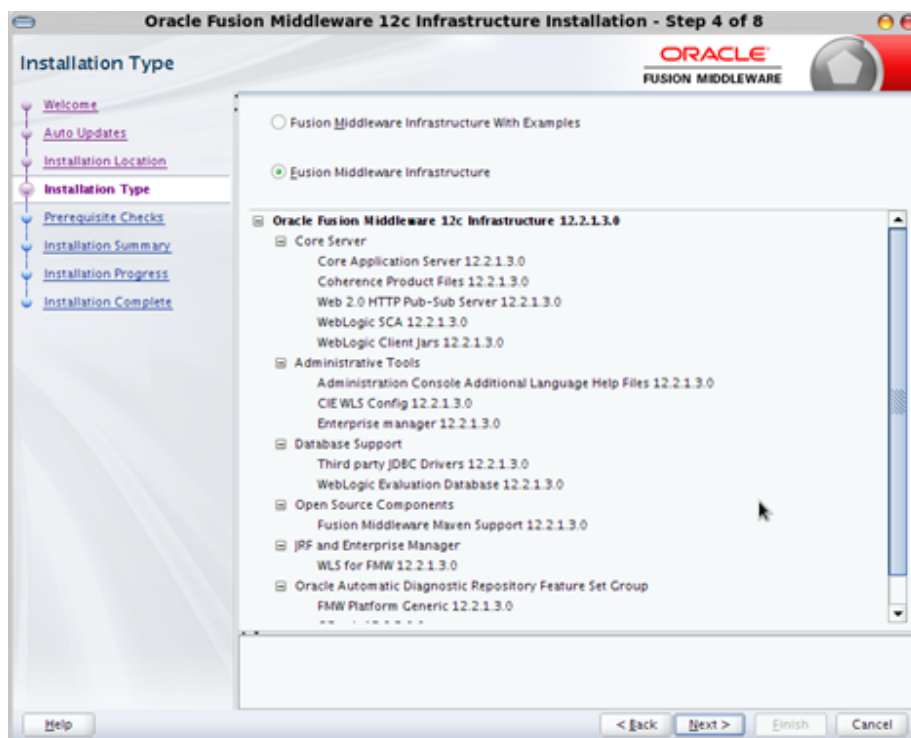 Oracle Fusion Middleware 12c Infrastructure Installation - Step 4 of 8
Installation Type
ORACLE
FUSION MIDDLEWARE
Welcome
Auto Updates
Installation Location
Installation Type
Prerequisite Checks
Installation Summary
Installation Progress
Installation Complete
Fusion Middleware Infrastructure With Examples
Fusion Middleware Infrastructure
Oracle Fusion Middleware 12c Infrastructure 12.2.1.3.0
Core Server
Core Application Server 12.2.1.3.0
Coherence Product Files 12.2.1.3.0
Web 2.0 HTTP Pub-Sub Server 12.2.1.3.0
WebLogic SCA 12.2.1.3.0
WebLogic Client Jars 12.2.1.3.0
Administrative Tools
Administration Console Additional Language Help Files 12.2.1.3.0
CIE WLS Config 12.2.1.3.0
Enterprise manager 12.2.1.3.0
Database Support
Third party JDBC Drivers 12.2.1.3.0
WebLogic Evaluation Database 12.2.1.3.0
Open Source Components
Fusion Middleware Maven Support 12.2.1.3.0
JRF and Enterprise Manager
WLS for FMW 12.2.1.3.0
Oracle Automatic Diagnostic Repository Feature Set Group
FMW Platform Generic 12.2.1.3.0
Help
< Back
Next >
Finish
Cancel